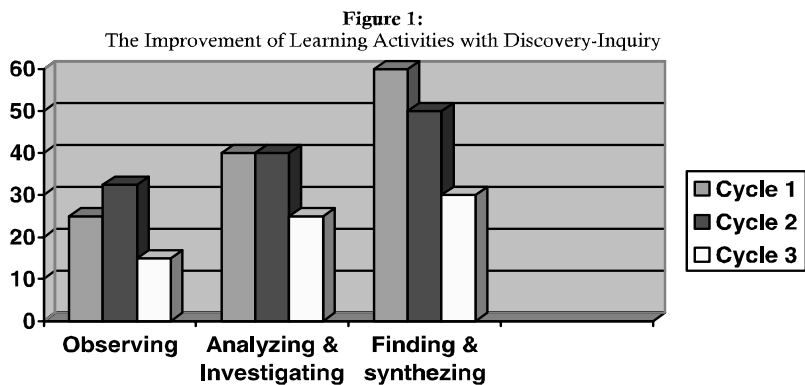 Figure 1:
The Improvement of Learning Activities with Discovery-Inquiry
60
50
40
30
20
10
0
Observing
Analyzing &
Investigating
Finding &
synthezing
Cycle 1
Cycle 2
Cycle 3